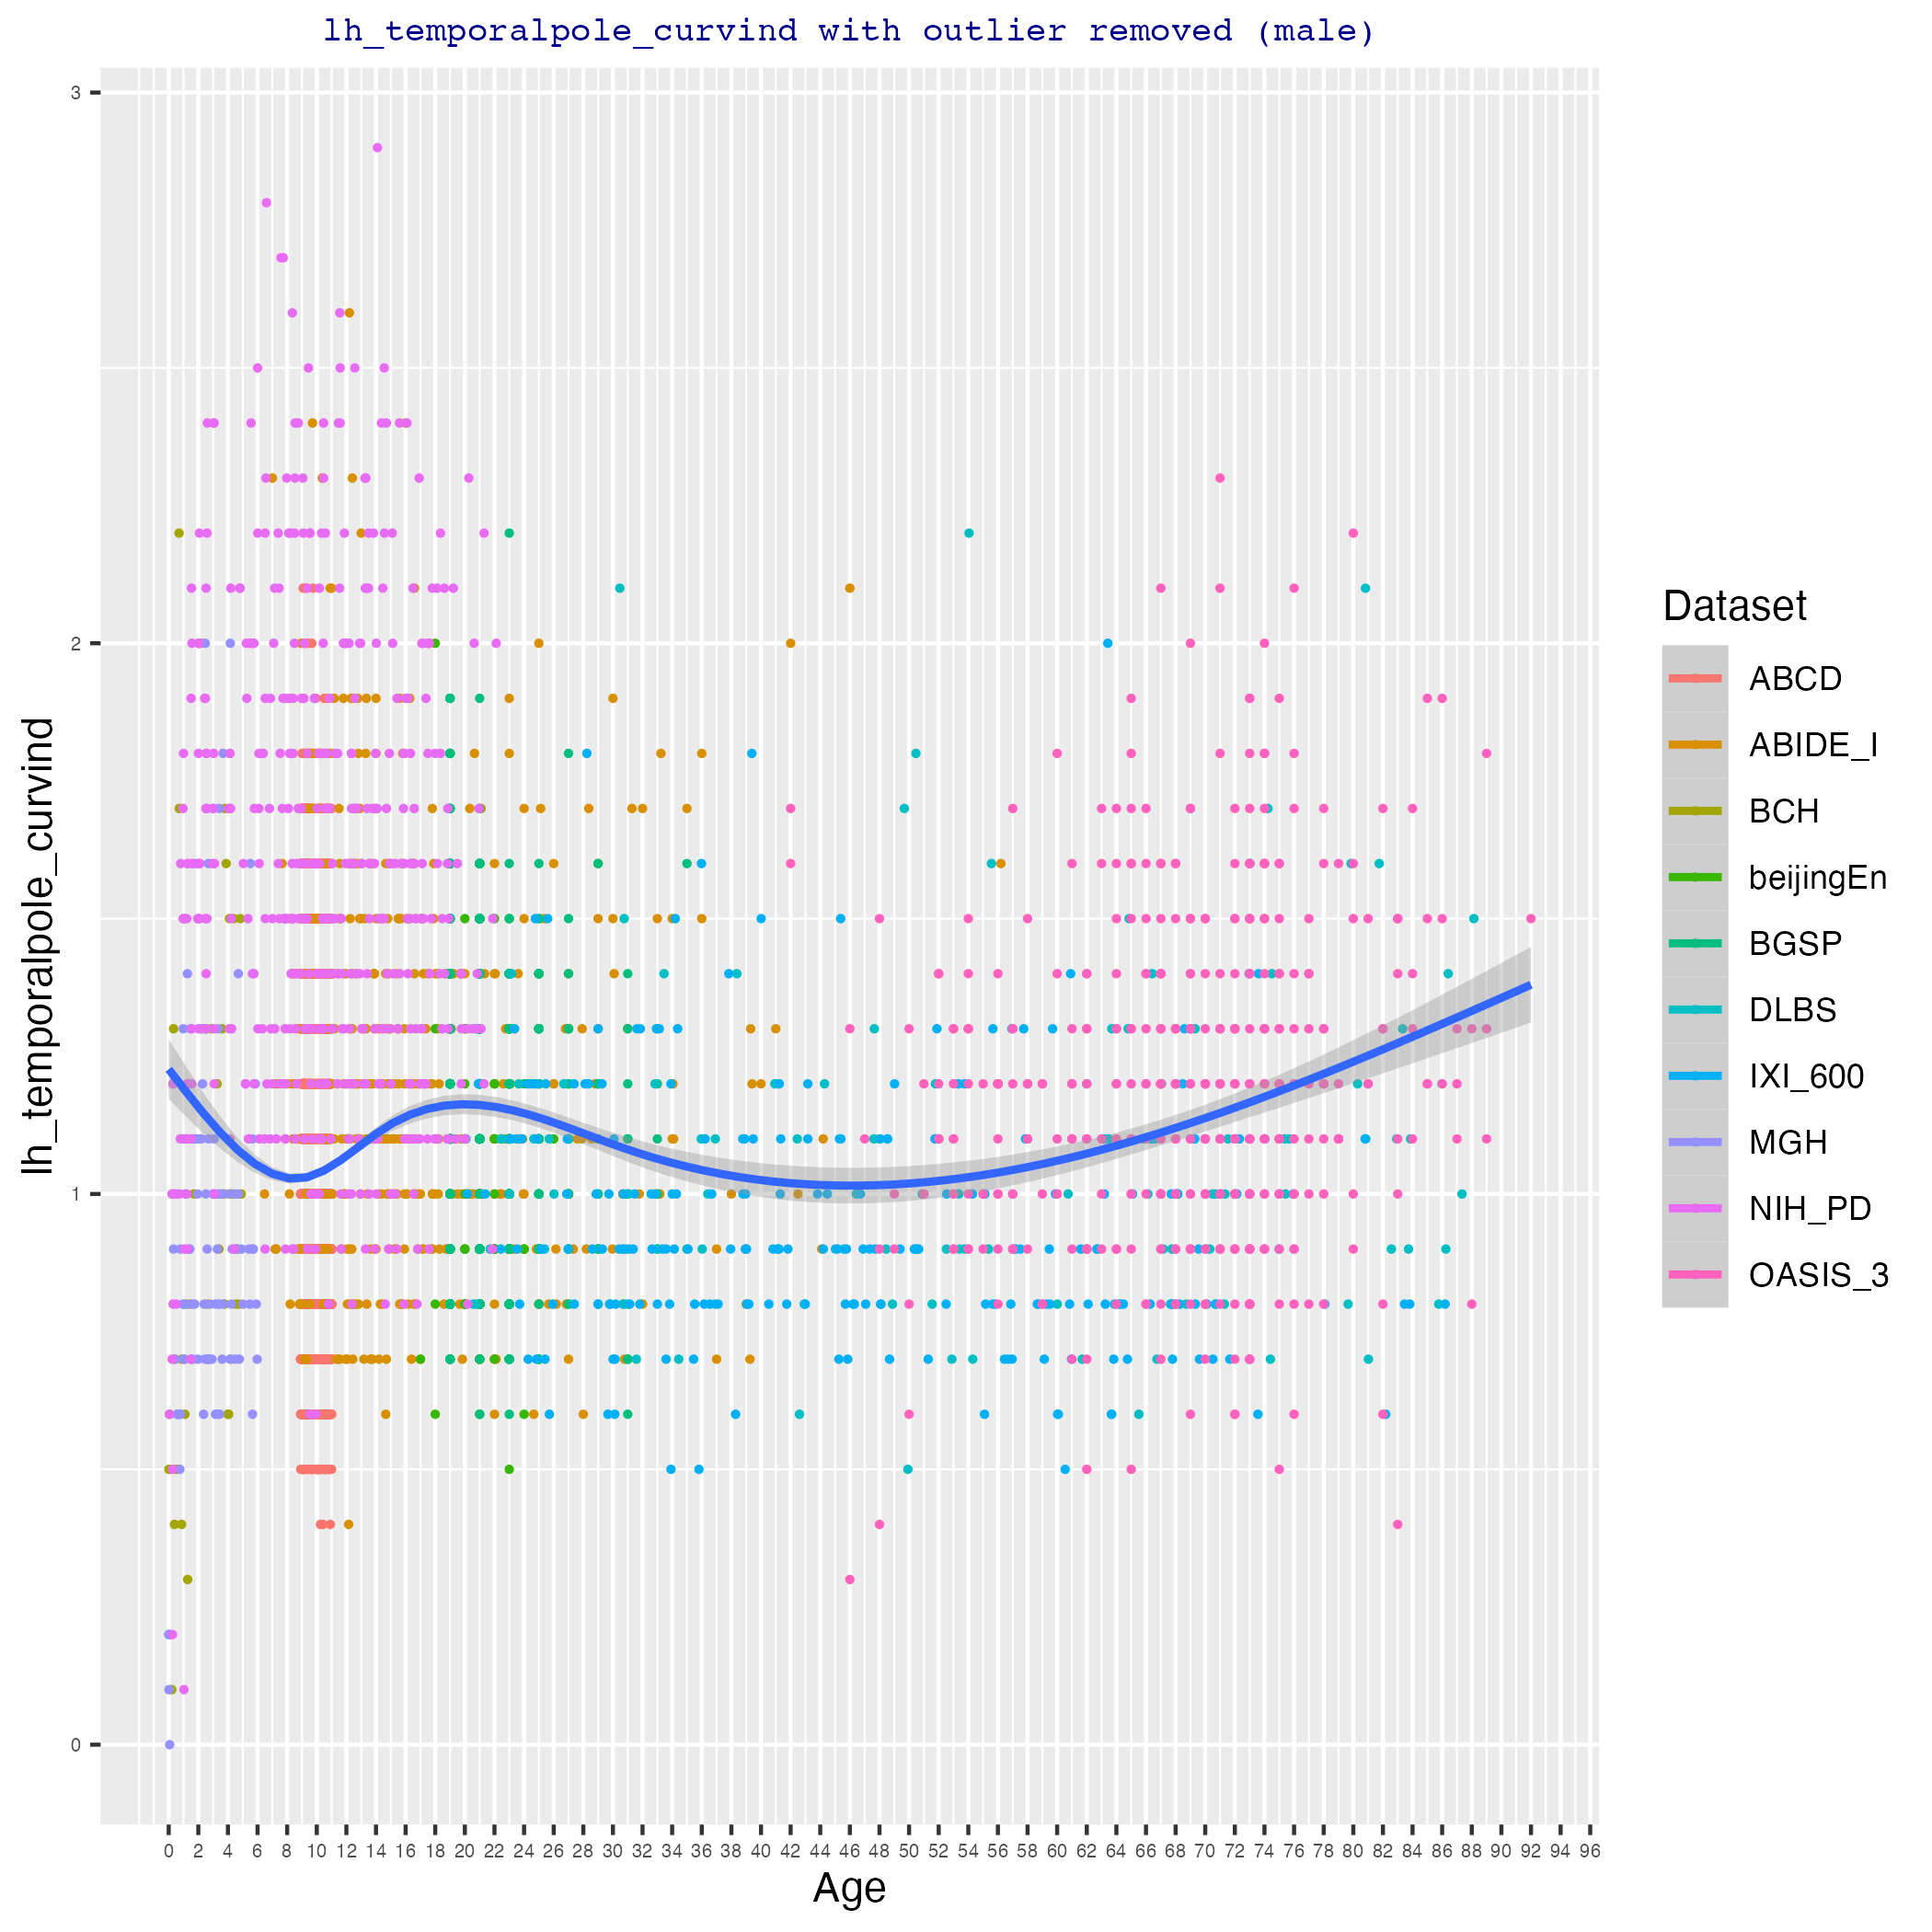 lh_temporalpole_curvind with outlier removed (male)
lh_temporalpole_curvind
3
2
1
0
0 2 4 6 8 10 12 14 16 18 20 22 24 26 28 30 32 34 36 38 40 42 44 46 48 50 52 54 56 58 60 62 64 66 68 70 72 74 76 78 80 82 84 86 88 90 92 94 96
Age
Dataset
ABCD
ABIDE_I
BCH
beijingEn
BGSP
DLBS
IXI_600
MGH
NIH_PD
OASIS_3